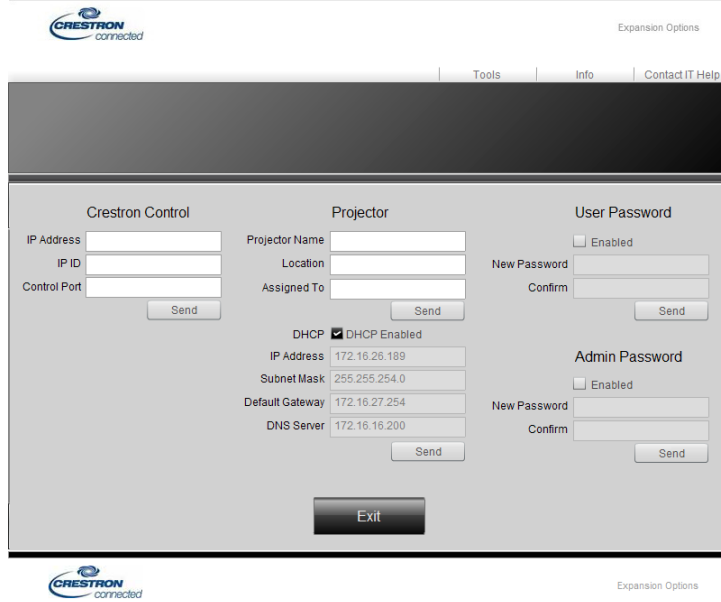 CRESTRON
connected
Expansion Options
Tools Info Contact IT Help
Crestron Control
IP Address
IP ID
Control Port
Send
Projector
Projector Name
Location
Assigned To
Send
DHCP DHCP Enabled
IP Address 172.16.26.189
Subnet Mask 255.255.254.0
Default Gateway 172.16.27.254
DNS Server 172.16.16.200
Send
User Password
Enabled
New Password
Confirm
Send
Admin Password
Enabled
New Password
Confirm
Send
Exit
CRESTRON
connected
Expansion Options